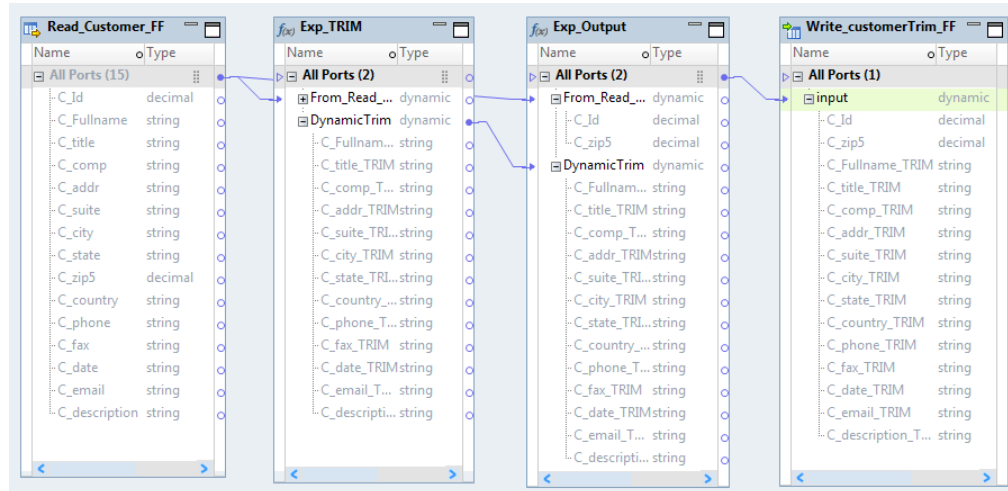 Read_Customer_FF
Name Type
All Ports (15)
C_Id decimal
C_Fullname string
C_title string
C_comp string
C_addr string
C_suite string
C_city string
C_state string
C_zip5 decimal
C_country string
C_phone string
C_fax string
C_date string
C_email string
C_description string
f(x) Exp_TRIM
Name Type
All Ports (2)
From_Read_... dynamic
DynamicTrim dynamic
C_Fullnam... string
C_title_TRIM string
C_comp_T... string
C_addr_TRIM string
C_suite_TRI... string
C_city_TRIM string
C_state_TRI... string
C_country_... string
C_phone_T... string
C_fax_TRIM string
C_date_TRIM string
C_email_T... string
C_descripti... string
f(x) Exp_Output
Name Type
All Ports (2)
From_Read_... dynamic
C_Id decimal
C_zip5 decimal
DynamicTrim dynamic
C_Fullnam... string
C_title_TRIM string
C_comp_T... string
C_addr_TRIM string
C_suite_TRI... string
C_city_TRIM string
C_state_TRI... string
C_country_... string
C_phone_T... string
C_fax_TRIM string
C_date_TRIM string
C_email_T... string
C_descripti... string
Write_customerTrim_FF
Name Type
All Ports (1)
input dynamic
C_Id decimal
C_zip5 decimal
C_Fullname_TRIM string
C_title_TRIM string
C_comp_TRIM string
C_addr_TRIM string
C_suite_TRIM string
C_city_TRIM string
C_state_TRIM string
C_country_TRIM string
C_phone_TRIM string
C_fax_TRIM string
C_date_TRIM string
C_email_TRIM string
C_description_T... string